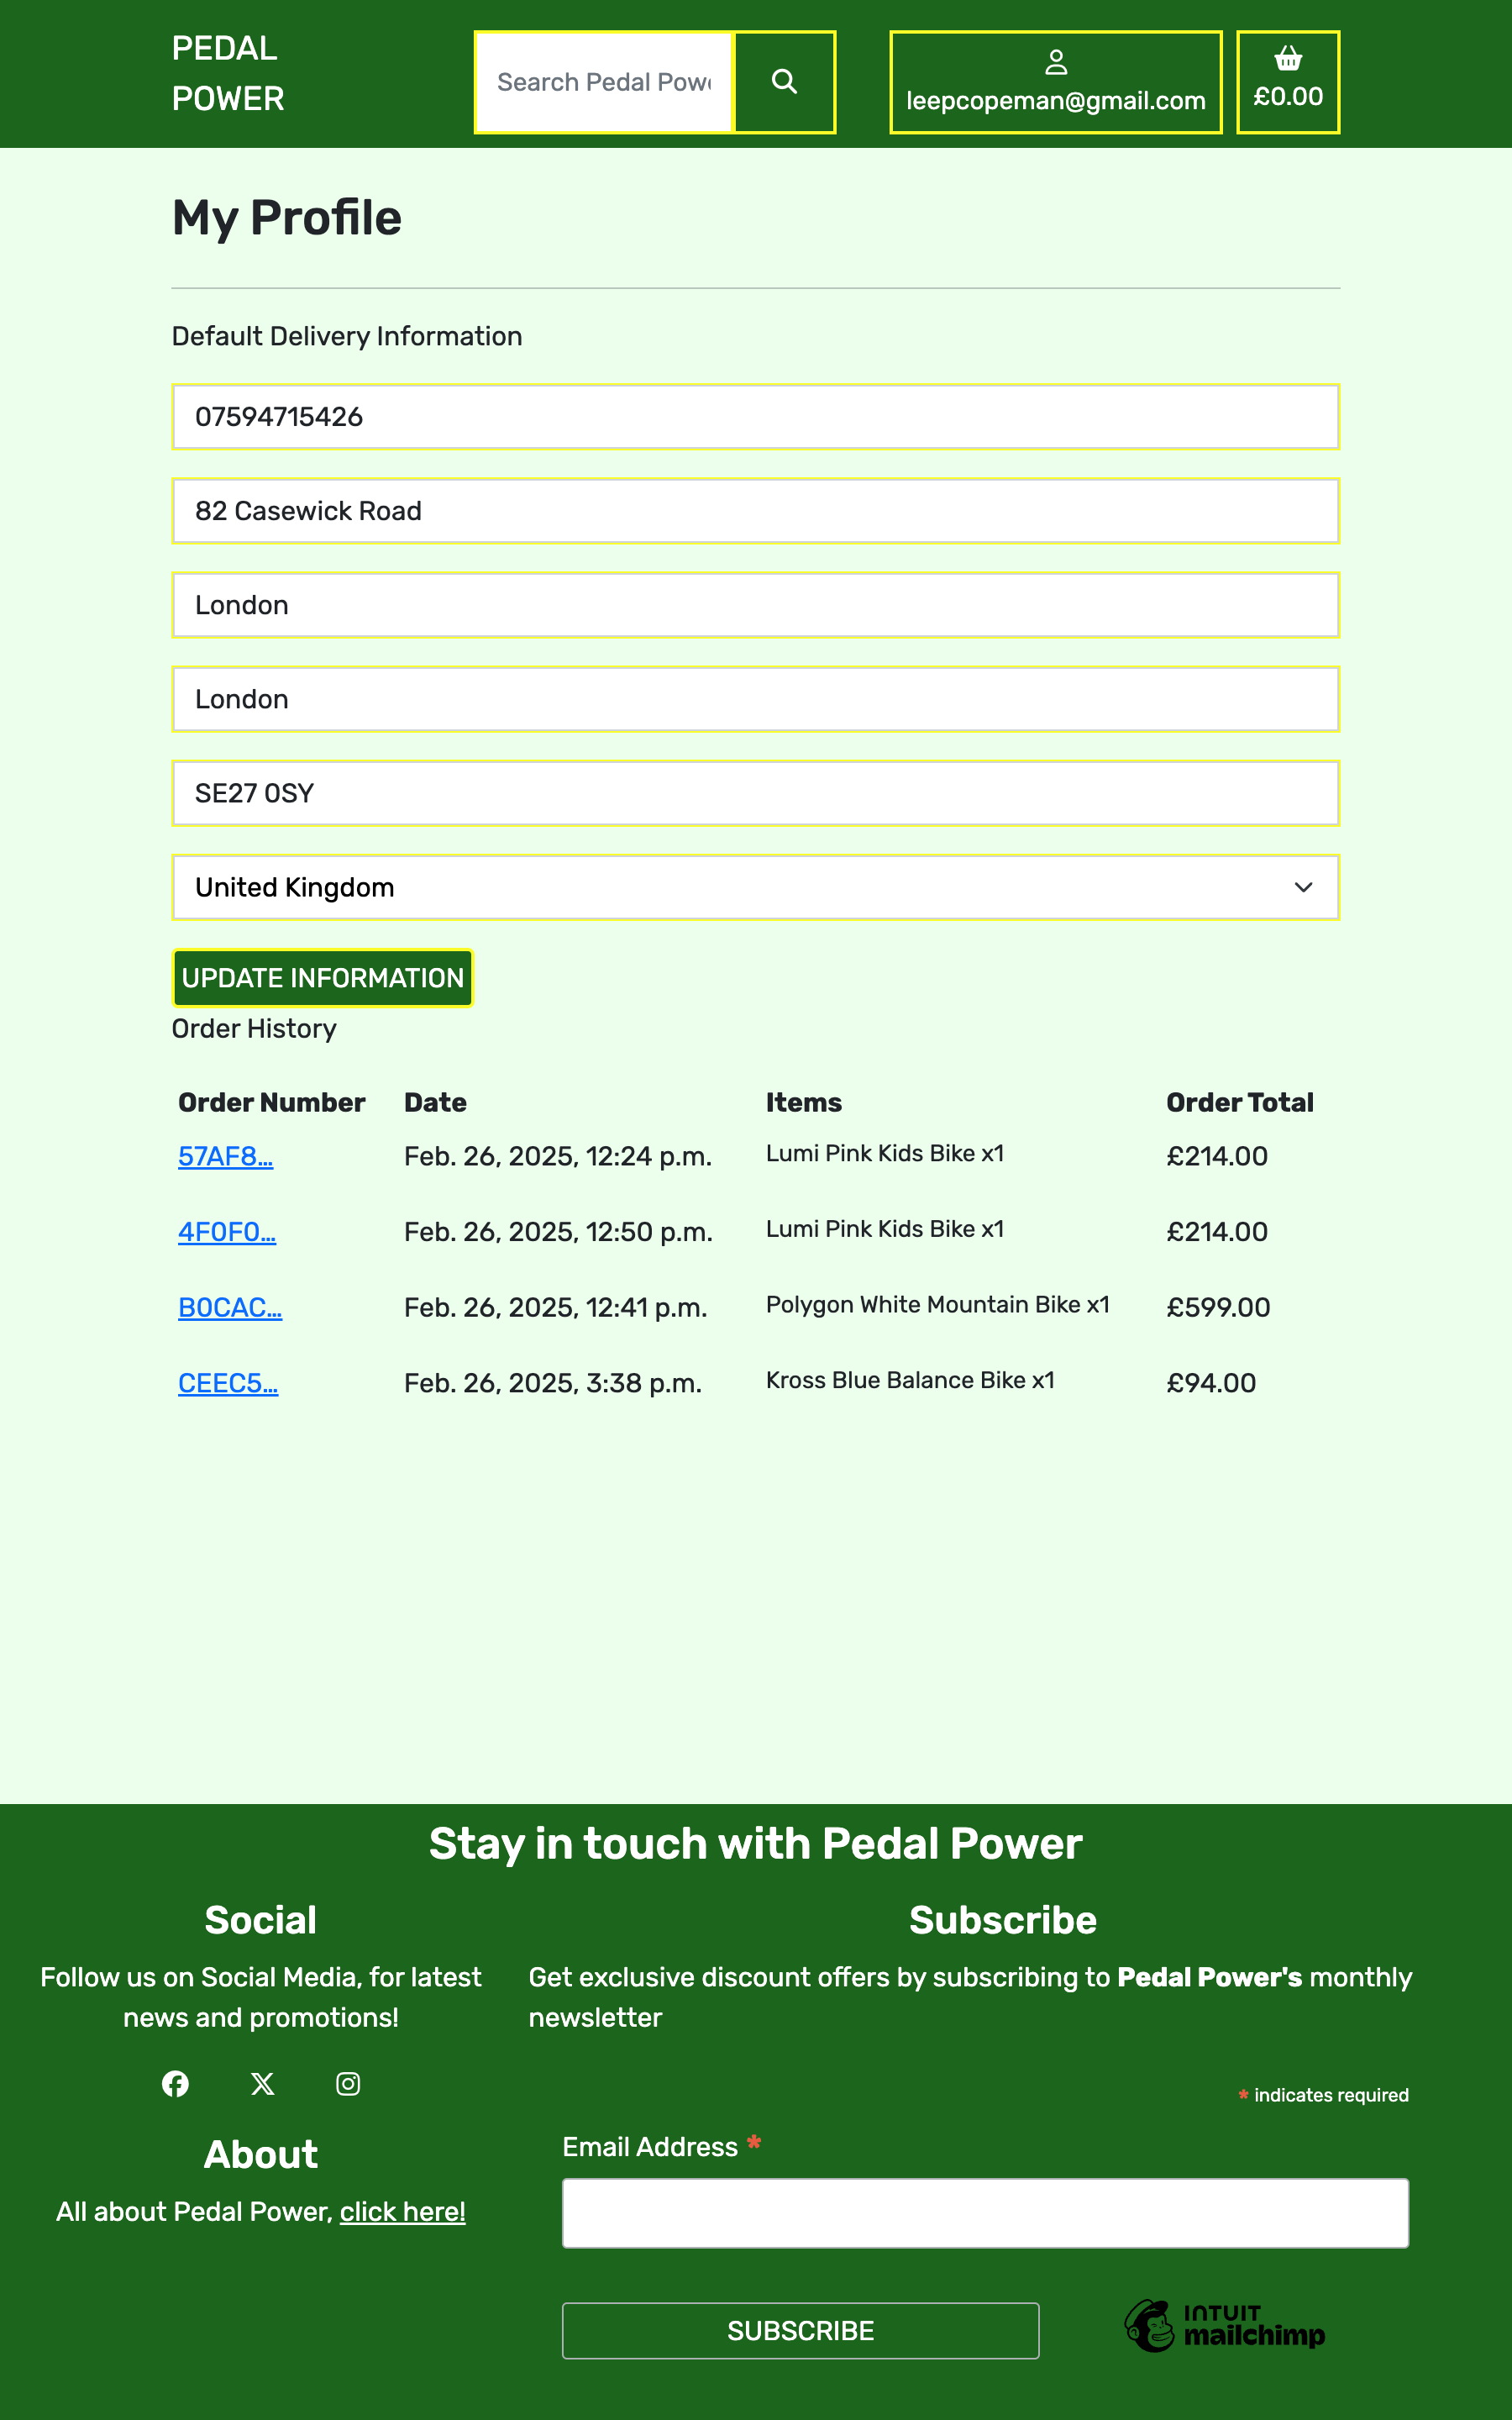 PEDAL
POWER
Search Pedal Pow
leepcopeman@gmail.com
£0.00
My Profile
Default Delivery Information
07594715426
82 Casewick Road
London
London
SE27 0SY
United Kingdom
UPDATE INFORMATION
Order History
Order Number Date Items Order Total
57AF8… Feb. 26, 2025, 12:24 p.m. Lumi Pink Kids Bike x1 £214.00
4F0F0… Feb. 26, 2025, 12:50 p.m. Lumi Pink Kids Bike x1 £214.00
B0CAC… Feb. 26, 2025, 12:41 p.m. Polygon White Mountain Bike x1 £599.00
CEEC5… Feb. 26, 2025, 3:38 p.m. Kross Blue Balance Bike x1 £94.00
Stay in touch with Pedal Power
Social
Follow us on Social Media, for latest
news and promotions!
About
All about Pedal Power, click here!
Subscribe
Get exclusive discount offers by subscribing to Pedal Power's monthly
newsletter
* indicates required
Email Address *
SUBSCRIBE
INTUIT
mailchimp